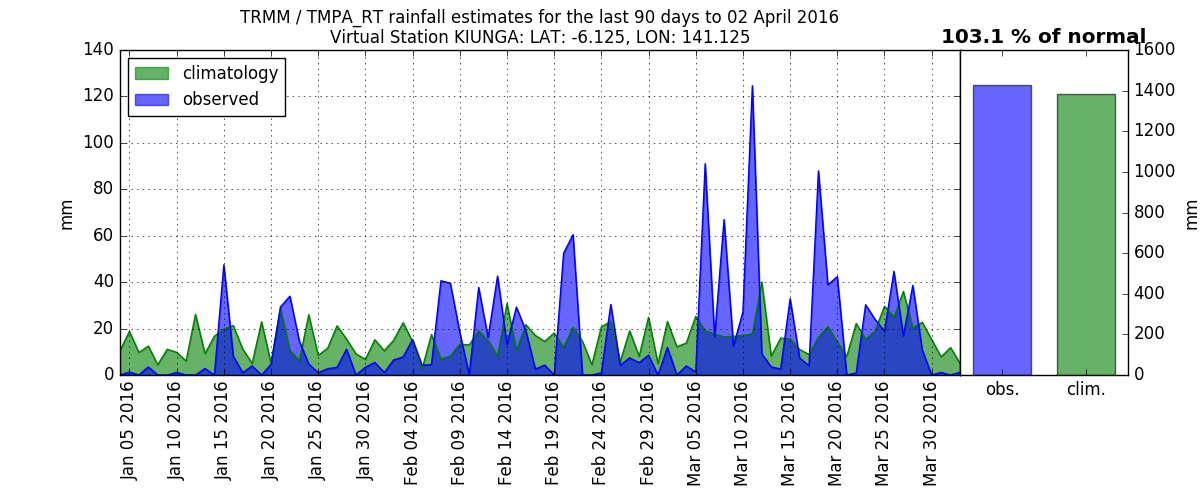 TRMM / TMPA_RT rainfall estimates for the last 90 days to 02 April 2016
Virtual Station KIUNGA: LAT: -6.125, LON: 141.125
103.1 % of normal
climatology
observed
mm
140
120
100
80
60
40
20
0
Jan 05 2016
Jan 10 2016
Jan 15 2016
Jan 20 2016
Jan 25 2016
Jan 30 2016
Feb 04 2016
Feb 09 2016
Feb 14 2016
Feb 19 2016
Feb 24 2016
Feb 29 2016
Mar 05 2016
Mar 10 2016
Mar 15 2016
Mar 20 2016
Mar 25 2016
Mar 30 2016
obs.
clim.
1600
1400
1200
1000
800
600
400
200
0
mm